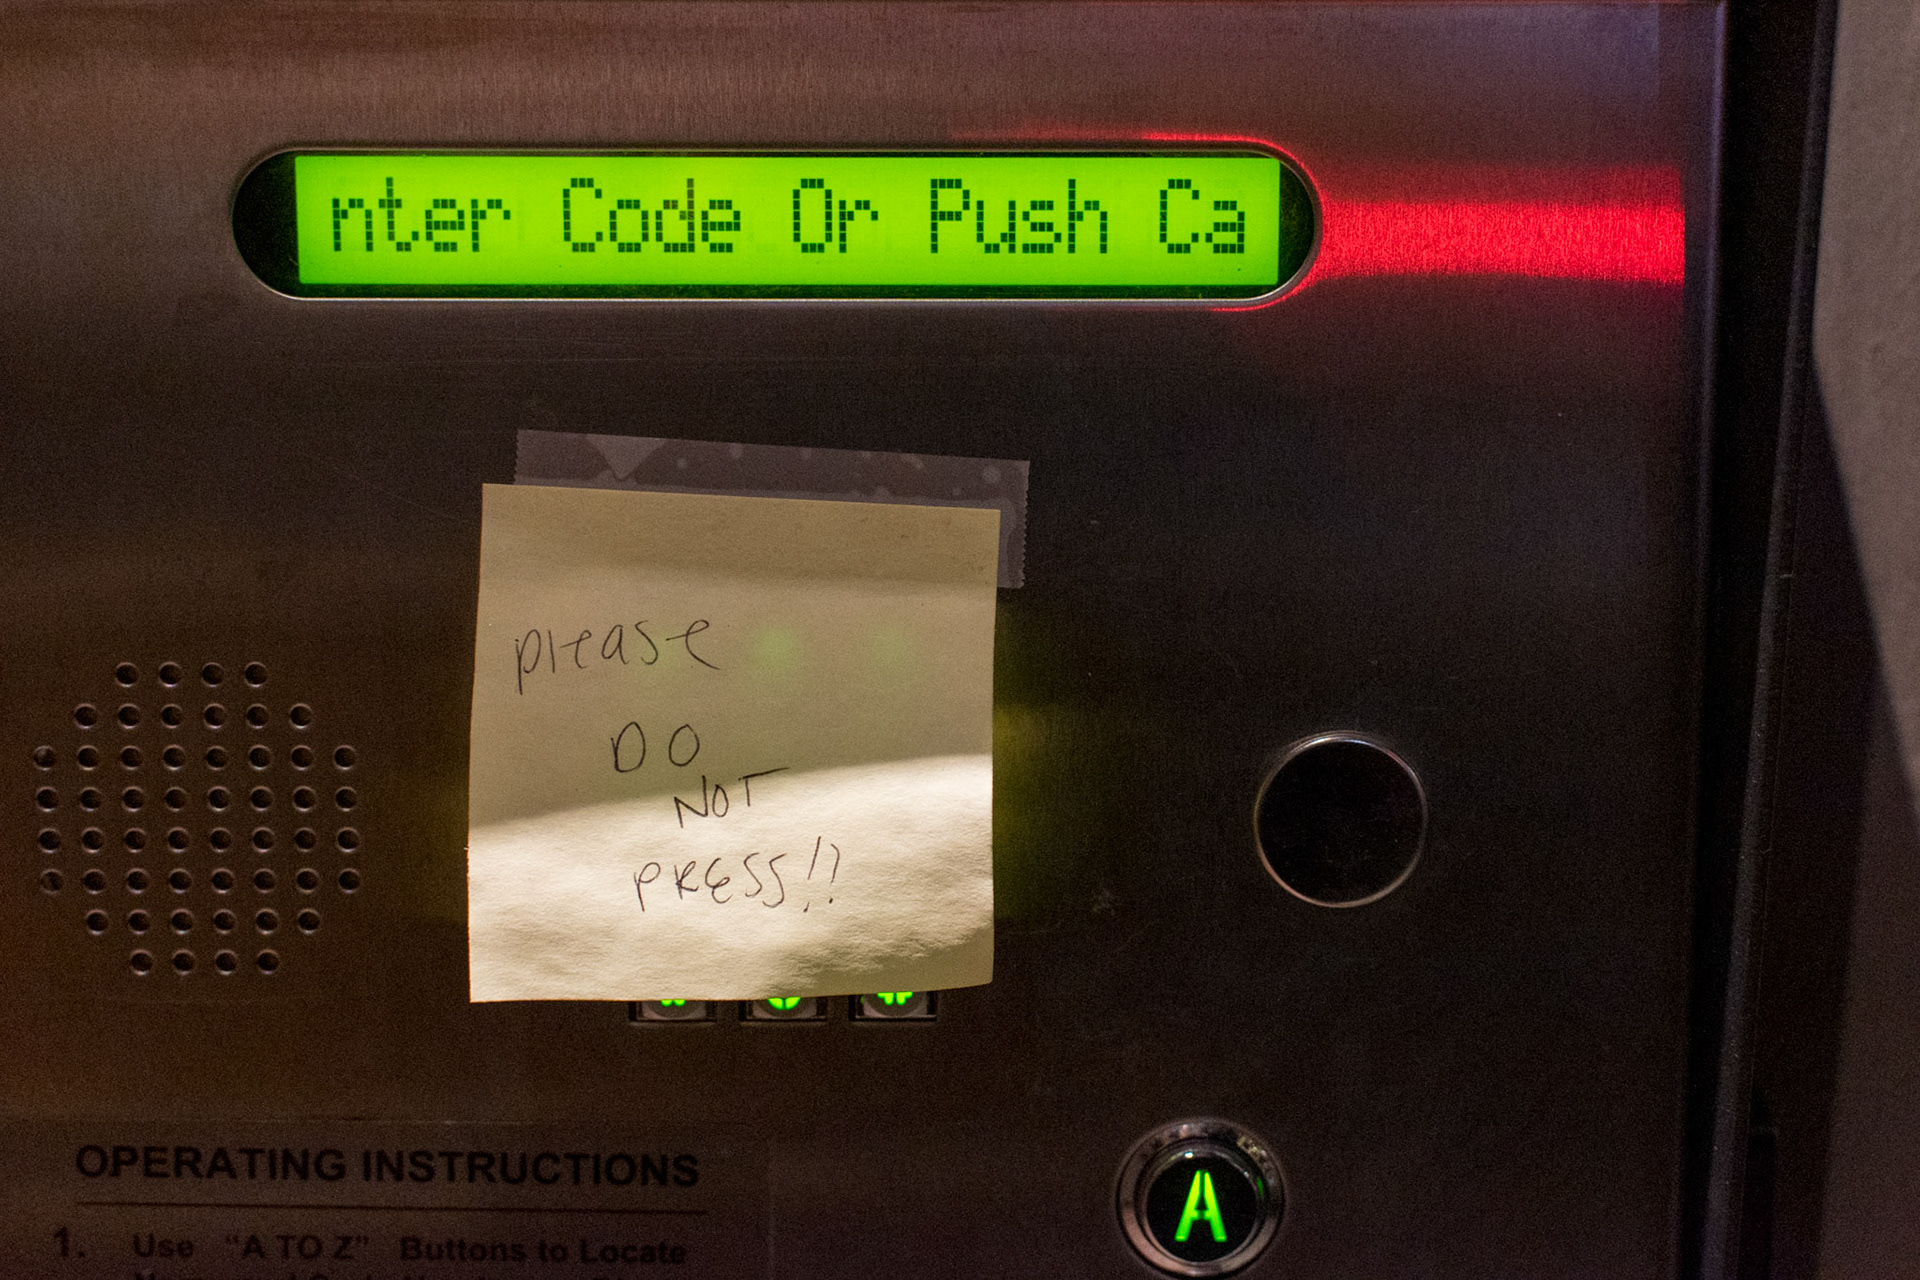 nter Code Or Push Ca
please
DO
NOT
PRESS!!
OPERATING INSTRUCTIONS
1. Use "A TO Z" Buttons to Locate
A